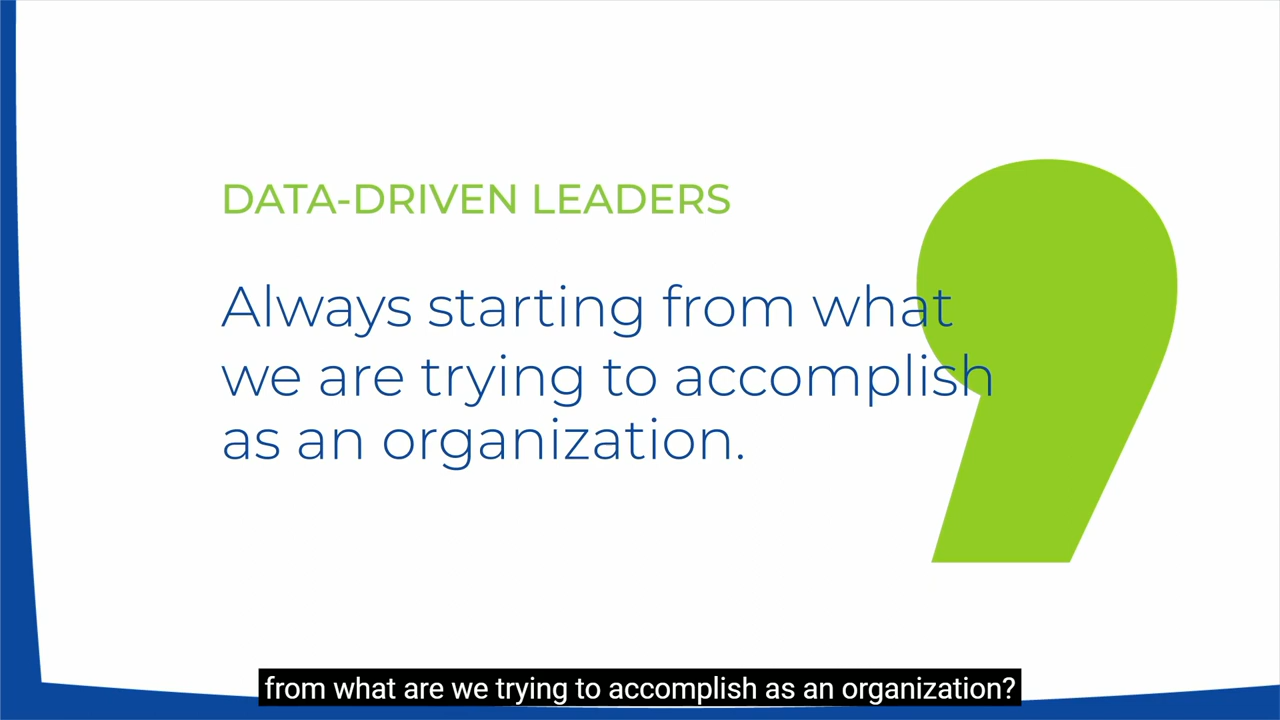 DATA-DRIVEN LEADERS
Always starting from what
we are trying to accomplish
as an organization.
from what are we trying to accomplish as an organization?